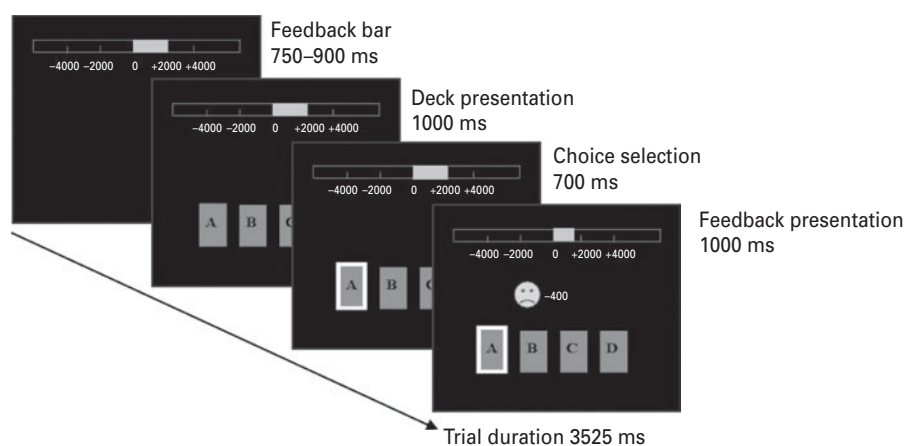 Feedback bar
750–900 ms
−4000 −2000 0 +2000 +4000
Deck presentation
1000 ms
−4000 −2000 0 +2000 +4000
A B C
Choice selection
700 ms
−4000 −2000 0 +2000 +4000
A B C
Feedback presentation
1000 ms
−4000 −2000 0 +2000 +4000
−400
A B C D
Trial duration 3525 ms